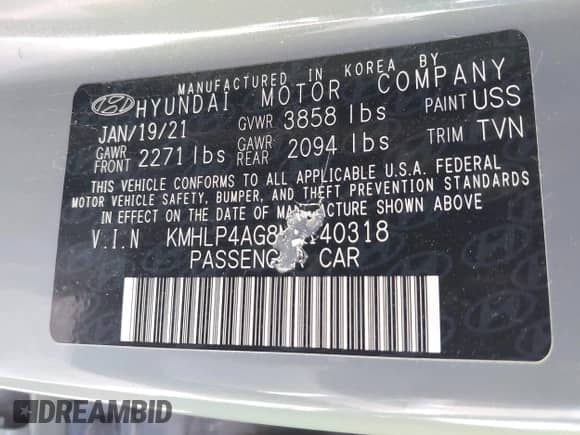 MANUFACTURED IN KOREA BY
HYUNDAI MOTOR COMPANY
JAN/19/21 GVWR 3858 lbs PAINT USS
GAWR FRONT 2271 lbs GAWR REAR 2094 lbs TRIM TVN
THIS VEHICLE CONFORMS TO ALL APPLICABLE U.S.A. FEDERAL
MOTOR VEHICLE SAFETY, BUMPER, AND THEFT PREVENTION STANDARDS
IN EFFECT ON THE DATE OF MANUFACTURE SHOWN ABOVE
V.I.N
PASSENGER CAR
DREAMBID